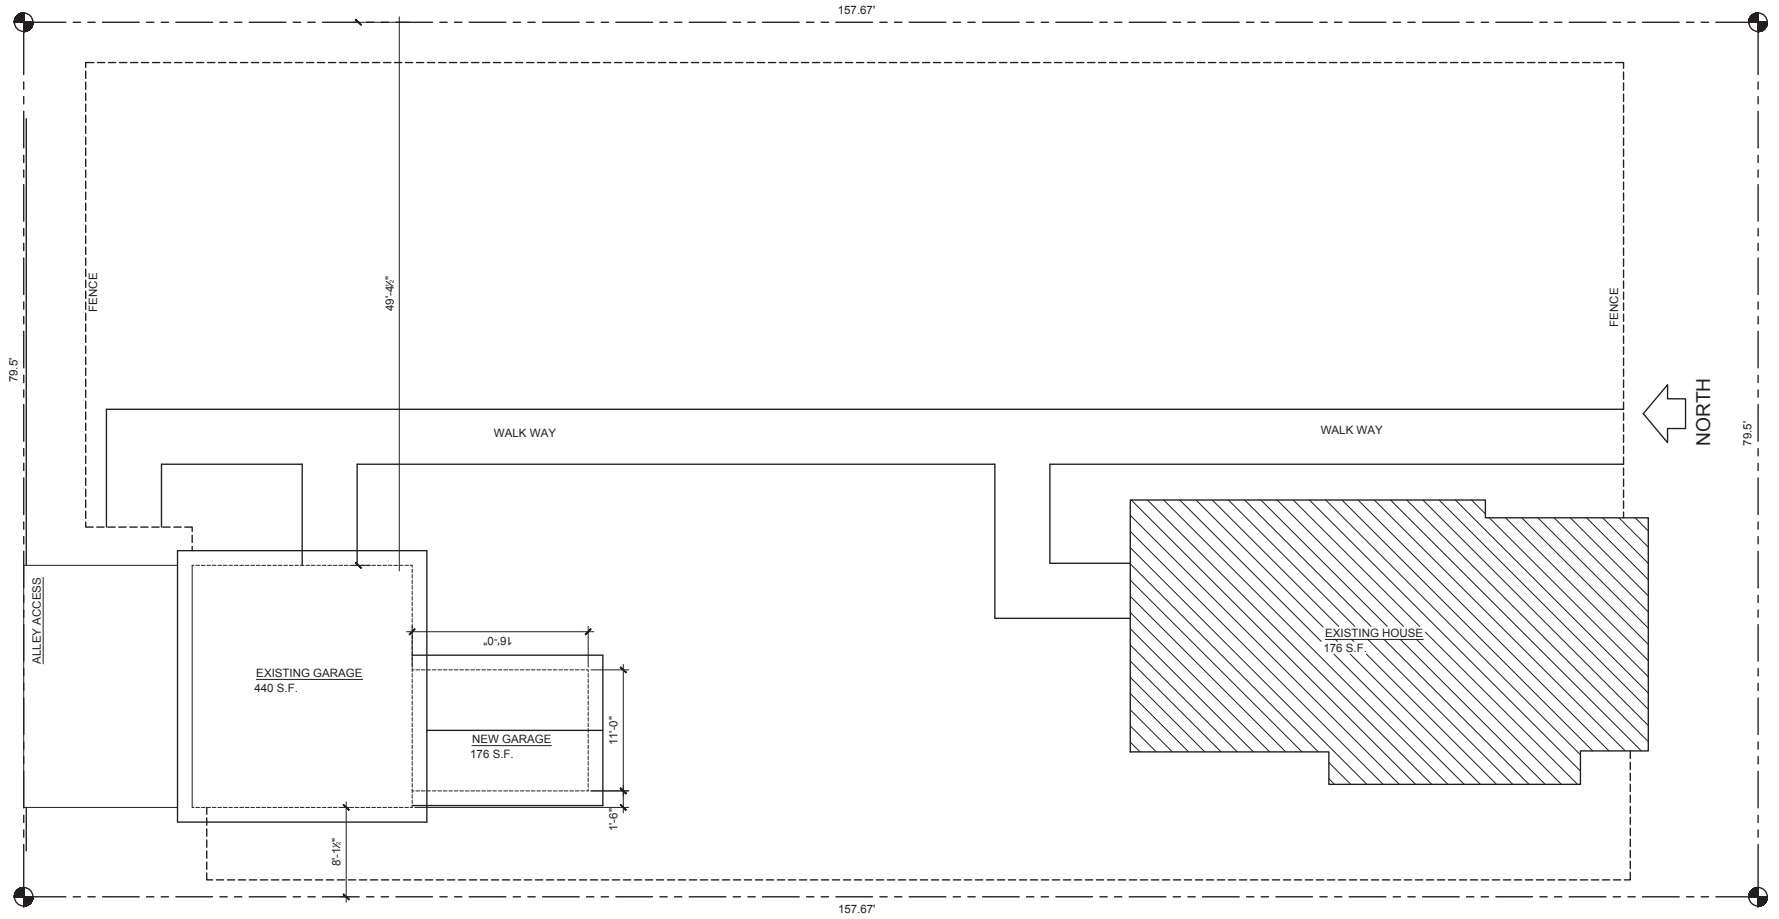 157.67'
FENCE
49'-4½"
FENCE
79.5'
NORTH
79.5'
WALK WAY
WALK WAY
ALLEY ACCESS
EXISTING GARAGE
440 S.F.
16'-0"
11'-0"
NEW GARAGE
176 S.F.
1'-6"
8'-1½"
EXISTING HOUSE
176 S.F.
157.67'